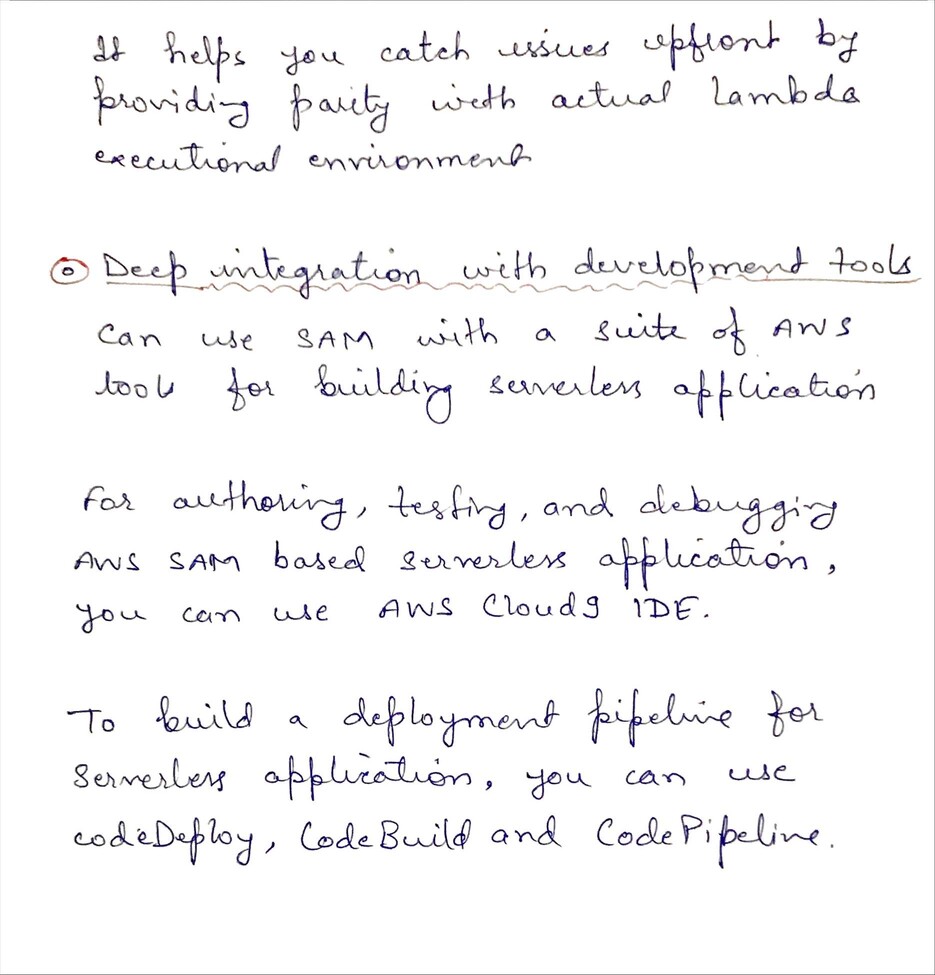 It helps you catch issues upfront by
providing parity with actual Lambda
executional environment
Deep integration with development tools
Can use SAM with a suite of AWS
tools for building serverless application
For authoring, testing, and debugging
AWS SAM based serverless application,
you can use AWS Cloud9 IDE.
To build a deployment pipeline for
Serverless application, you can use
codeDeploy, CodeBuild and CodePipeline.